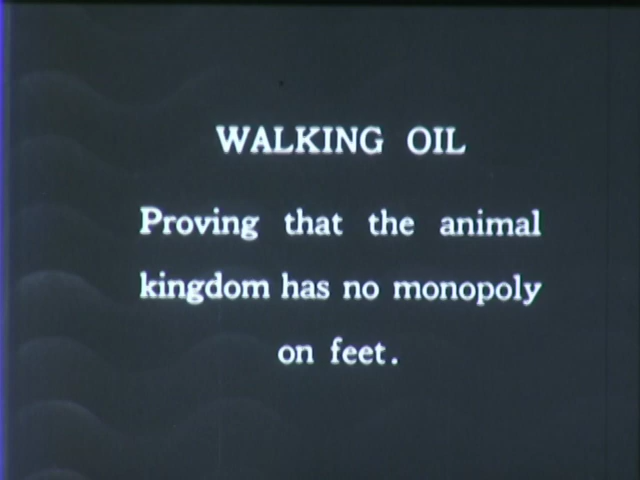 WALKING OIL
Proving that the animal
kingdom has no monopoly
on feet.